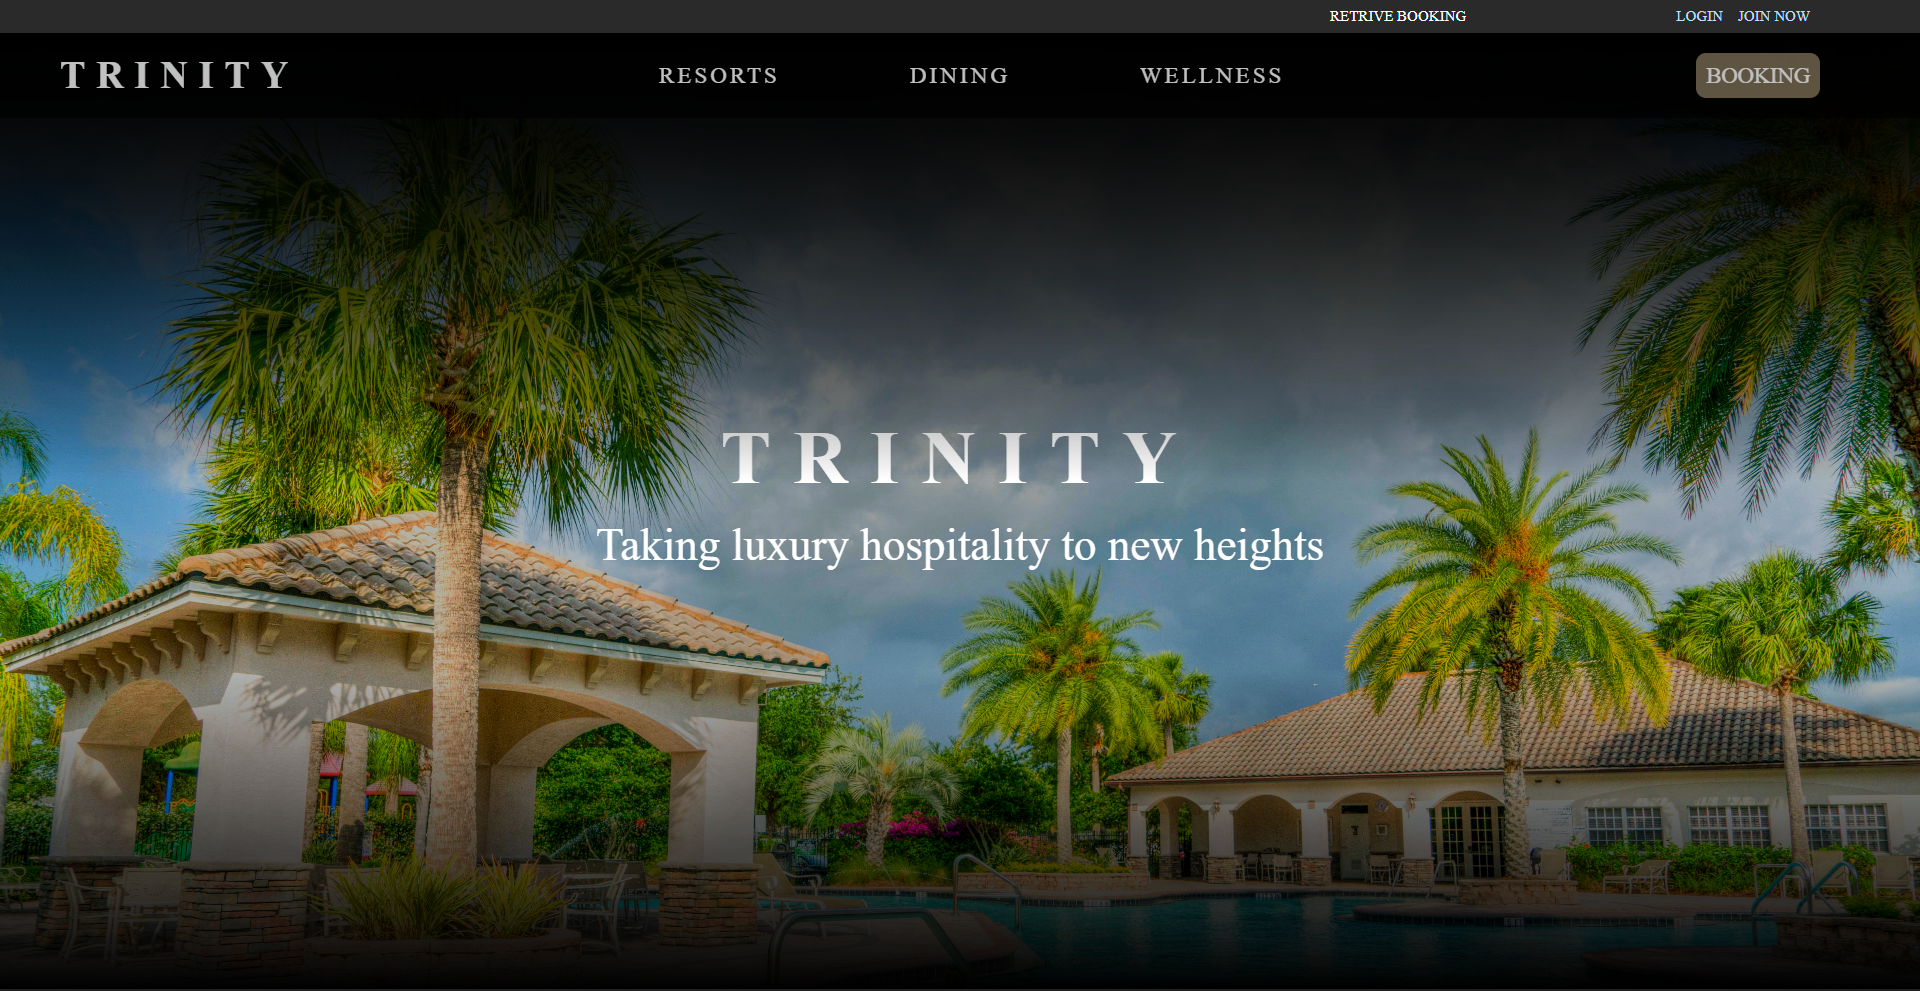 RETRIVE BOOKING LOGIN JOIN NOW
TRINITY RESORTS DINING WELLNESS BOOKING
TRINITY
Taking luxury hospitality to new heights